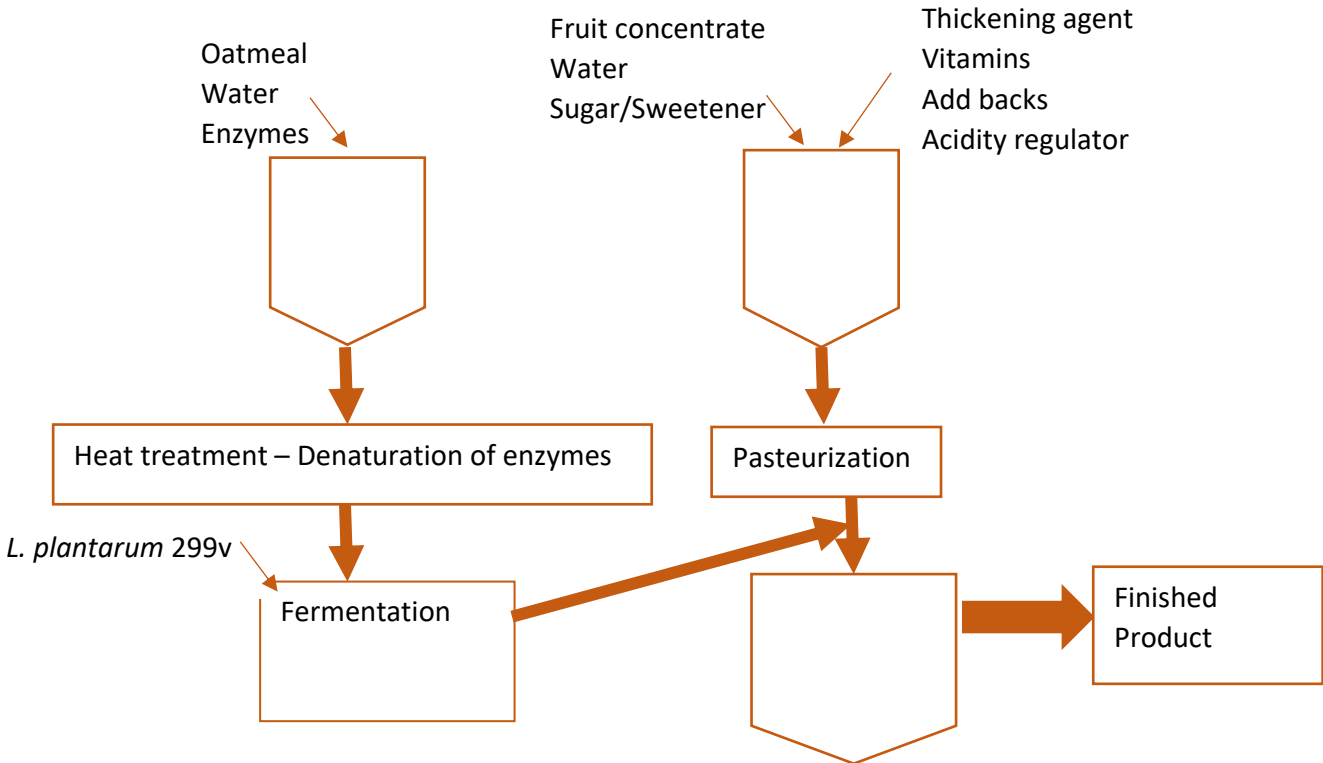 Oatmeal
Water
Enzymes
Fruit concentrate
Water
Sugar/Sweetener
Thickening agent
Vitamins
Add backs
Acidity regulator
Heat treatment – Denaturation of enzymes
Pasteurization
L. plantarum 299v
Fermentation
Finished
Product